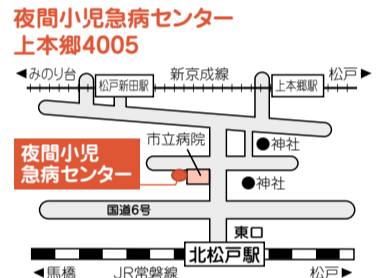 夜間小児急病センター
上本郷4005
◀みのり台 松戸新田駅 新京成線 上本郷駅 松戸▶
市立病院
神社
夜間小児
急病センター
神社
国道6号
東口
北松戸駅
◀馬橋 JR常磐線 松戸▶